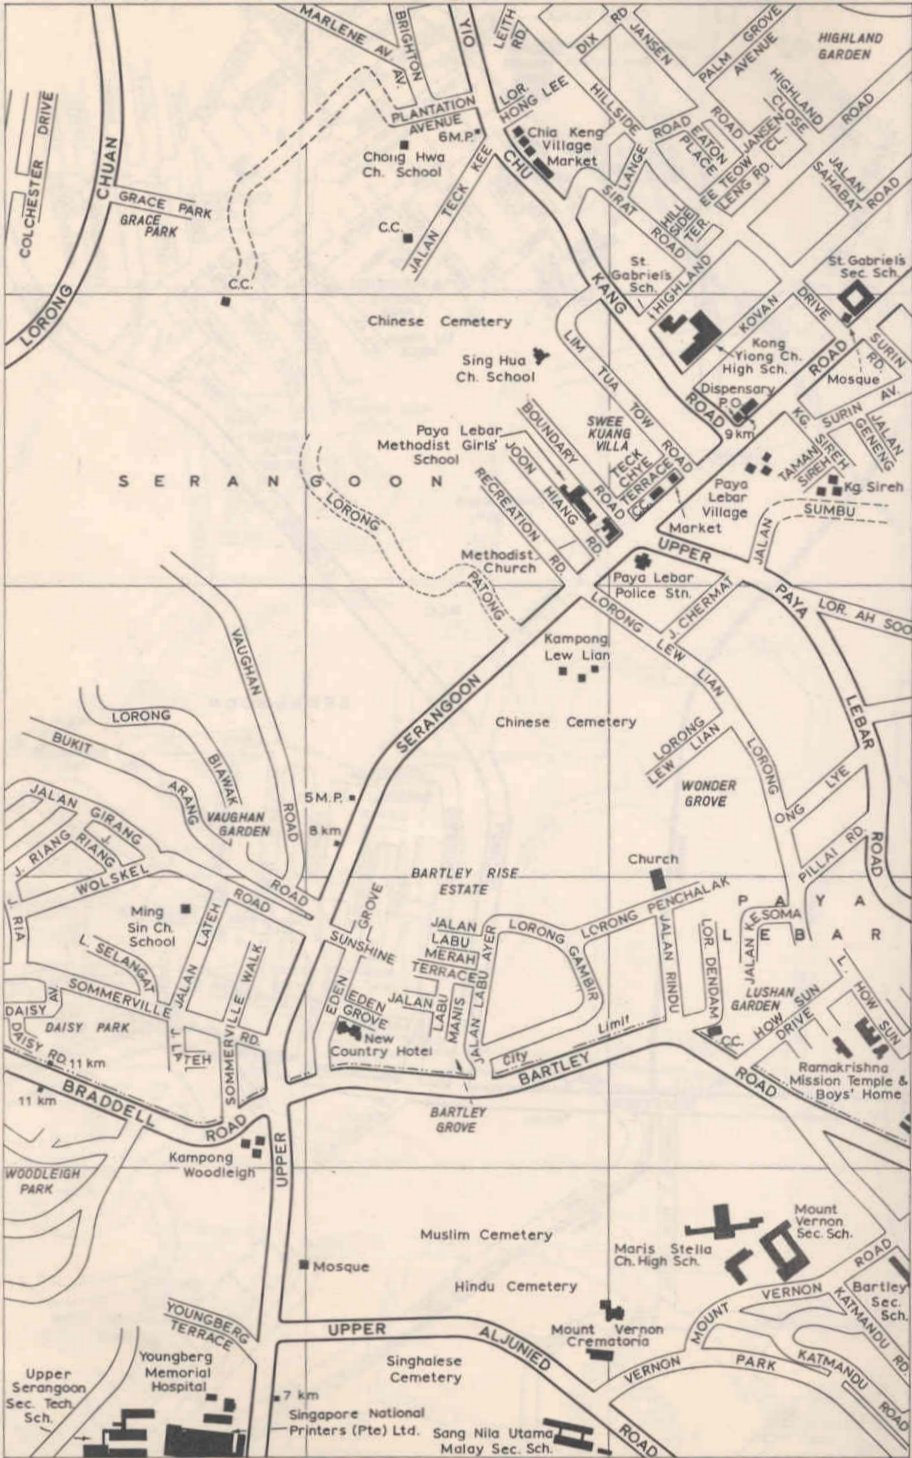 MARLENE AV.
BRIGHTON
AV.
YIO
LEITH
RD.
DIX RD
JANSEN
PALM GROVE
AVENUE
HIGHLAND
GARDEN
COLCHESTER DRIVE
CHUAN
PLANTATION
AVENUE
6M.P.
LOR.
HONG LEE
HILLSIDE
ROAD
ROAD
EATON
PLACE
JANSEN
CL.
HIGHLAND
CLOSE
ROAD
Chong Hwa
Ch. School
CHU
Chia Keng
Village
Market
LANGE
EE TEOW
LENG RD.
JALAN
SAHABAT
ROAD
GRACE PARK
GRACE
PARK
JALAN TECK KEE
C.C.
SIRAT
ROAD
HILL
SIDE
TER.
C.C.
St.
Gabriel's
Sch.
HIGHLAND
St. Gabriel's
Sec. Sch.
LORONG
KANG
KOVAN
DRIVE
Chinese Cemetery
LIM
TUA
TOW
ROAD
Kong
Yiong Ch.
High Sch.
ROAD
SURIN
RD.
Mosque
Sing Hua
Ch. School
Dispensary
P.O.
ROAD
9 km
KG.
SIREH
SURIN AV.
JALAN
GENENG
Paya Lebar
Methodist Girls'
School
BOUNDARY
ROAD
SWEE
KUANG
VILLA
TECK
CHYE
TERRACE
C.C.
TAMAN
SIREH
Kg. Sireh
SERANGOON
JOON
HIANG
RD.
RECREATION
RD.
Paya
Lebar
Village
Market
SUMBU
JALAN
LORONG
PATONG
Methodist
Church
UPPER
Paya Lebar
Police Stn.
J. CHERMAT
PAYA
LOR. AH SOO
LORONG
LEW
LIAN
VAUGHAN
Kampong
Lew Lian
SERANGOON
Chinese Cemetery
LORONG
LEW LIAN
LEBAR
LORONG
BIAWAK
BUKIT
ARANG
WONDER
GROVE
LORONG
ONG LYE
JALAN GIRANG
5 M.P.
VAUGHAN
GARDEN
ROAD
8 km
PILLAI RD.
ROAD
J. RIANG
J.
RIANG
WOLSKEL
ROAD
ROAD
BARTLEY RISE
ESTATE
Church
PAYA
LEBAR
J.
RIA
Ming
Sin Ch.
School
JALAN LATEH
GROVE
SUNSHINE
JALAN
LABU
MERAH
TERRACE
JALAN LABU AYER
LORONG
GAMBIR
LORONG PENCHALAK
JALAN RINDU
LOR. DENDAM
JALAN KESOMA
L. SELANGAT
SOMMERVILLE
RD.
SOMMERVILLE WALK
EDEN
EDEN
GROVE
JALAN
LABU
MANIS
LUSHAN
GARDEN
L.
HOW SUN
DAISY
AV.
DAISY PARK
DAISY RD.
J. LA
TEH
New
Country Hotel
City Limit
C.C.
HOW SUN
DRIVE
11 km
11 km
BRADDELL
ROAD
BARTLEY
ROAD
BARTLEY
GROVE
Ramakrishna
Mission Temple &
Boys' Home
Kampong
Woodleigh
WOODLEIGH
PARK
UPPER
Muslim Cemetery
Mount
Vernon
Sec. Sch.
Maris Stella
Ch. High Sch.
Mosque
Hindu Cemetery
MOUNT
VERNON
ROAD
Bartley
Sec.
Sch.
KATMANDU RD.
YOUNGBERG
TERRACE
UPPER
ALJUNIED
ROAD
Mount Vernon
Crematoria
VERNON
PARK
KATMANDU
ROAD
Singhalese
Cemetery
Upper
Serangoon
Sec. Tech.
Sch.
Youngberg
Memorial
Hospital
7 km
Singapore National
Printers (Pte) Ltd.
Sang Nila Utama
Malay Sec. Sch.